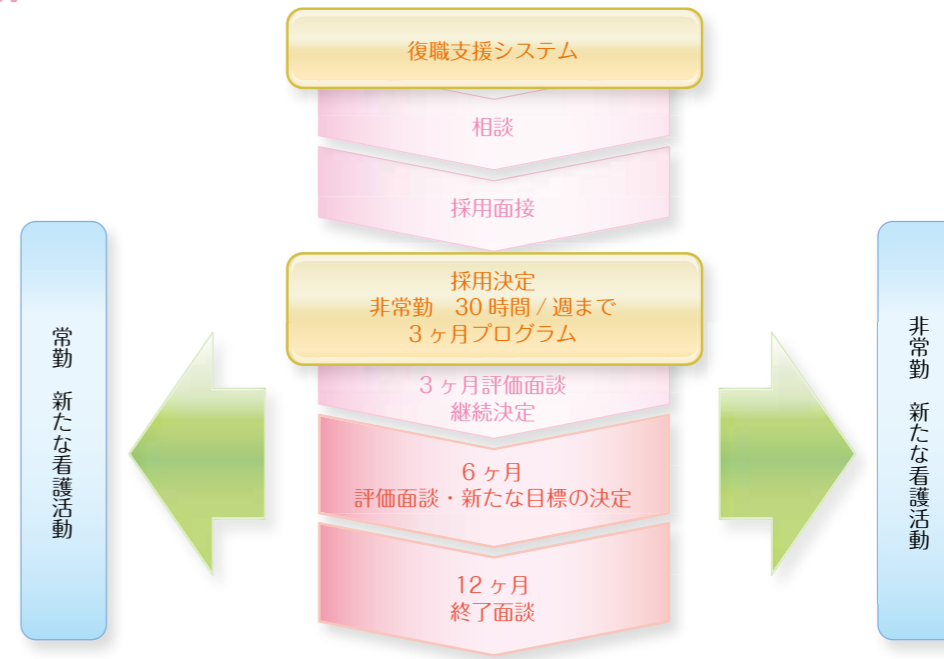 復職支援システム
相談
採用面接
採用決定
非常勤　30 時間 / 週まで
3 ヶ月プログラム
3 ヶ月評価面談
継続決定
6 ヶ月
評価面談・新たな目標の決定
12 ヶ月
終了面談
常勤　新たな看護活動
非常勤　新たな看護活動